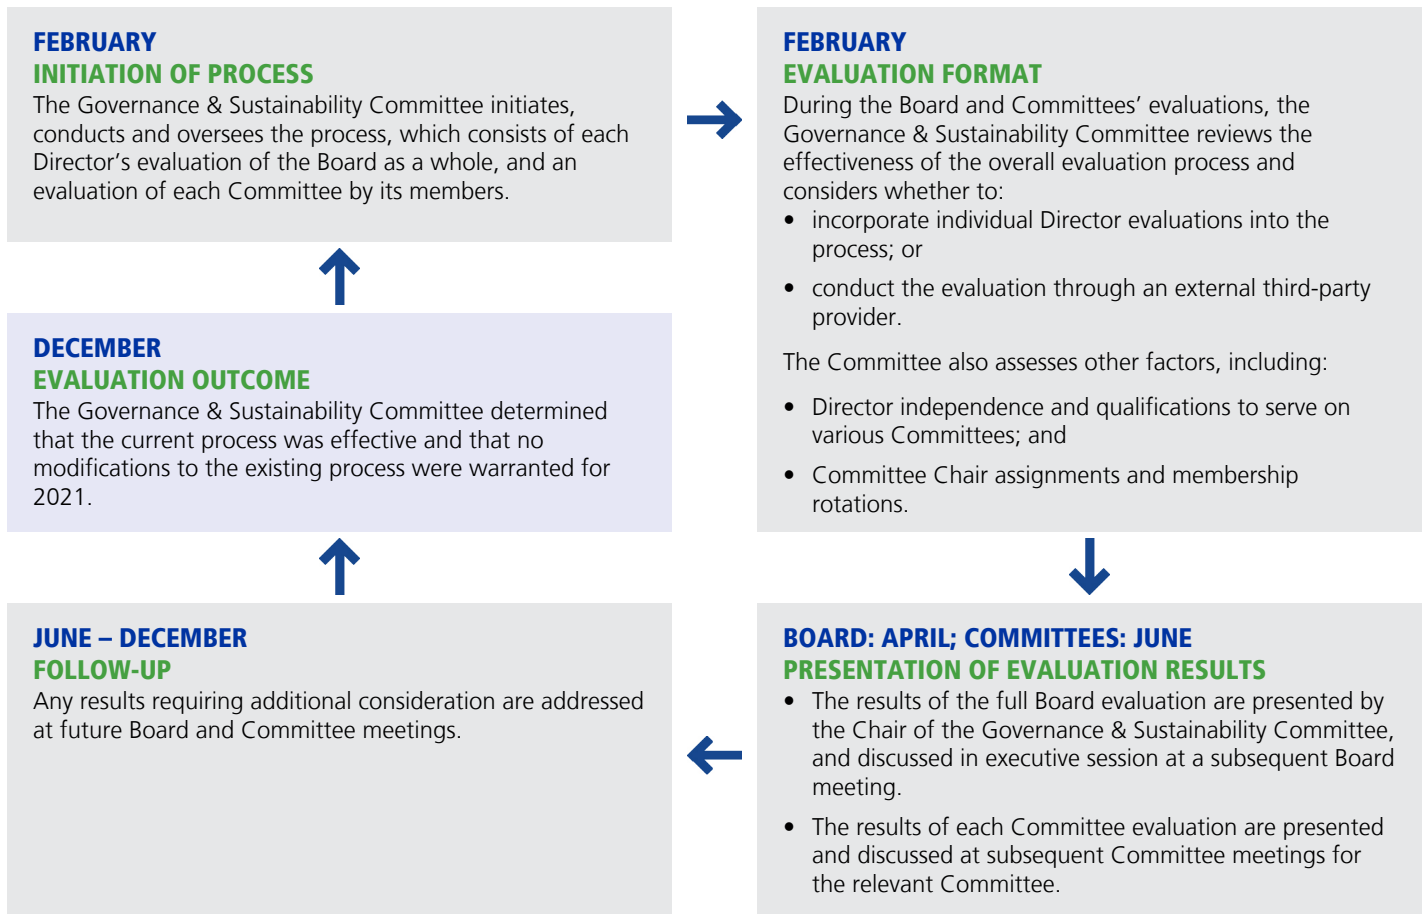 FEBRUARY
INITIATION OF PROCESS
The Governance & Sustainability Committee initiates,
conducts and oversees the process, which consists of each
Director’s evaluation of the Board as a whole, and an
evaluation of each Committee by its members.
FEBRUARY
EVALUATION FORMAT
During the Board and Committees’ evaluations, the
Governance & Sustainability Committee reviews the
effectiveness of the overall evaluation process and
considers whether to:
• incorporate individual Director evaluations into the
process; or
• conduct the evaluation through an external third-party
provider.
The Committee also assesses other factors, including:
• Director independence and qualifications to serve on
various Committees; and
• Committee Chair assignments and membership
rotations.
BOARD: APRIL; COMMITTEES: JUNE
PRESENTATION OF EVALUATION RESULTS
• The results of the full Board evaluation are presented by
the Chair of the Governance & Sustainability Committee,
and discussed in executive session at a subsequent Board
meeting.
• The results of each Committee evaluation are presented
and discussed at subsequent Committee meetings for
the relevant Committee.
JUNE – DECEMBER
FOLLOW-UP
Any results requiring additional consideration are addressed
at future Board and Committee meetings.
DECEMBER
EVALUATION OUTCOME
The Governance & Sustainability Committee determined
that the current process was effective and that no
modifications to the existing process were warranted for
2021.